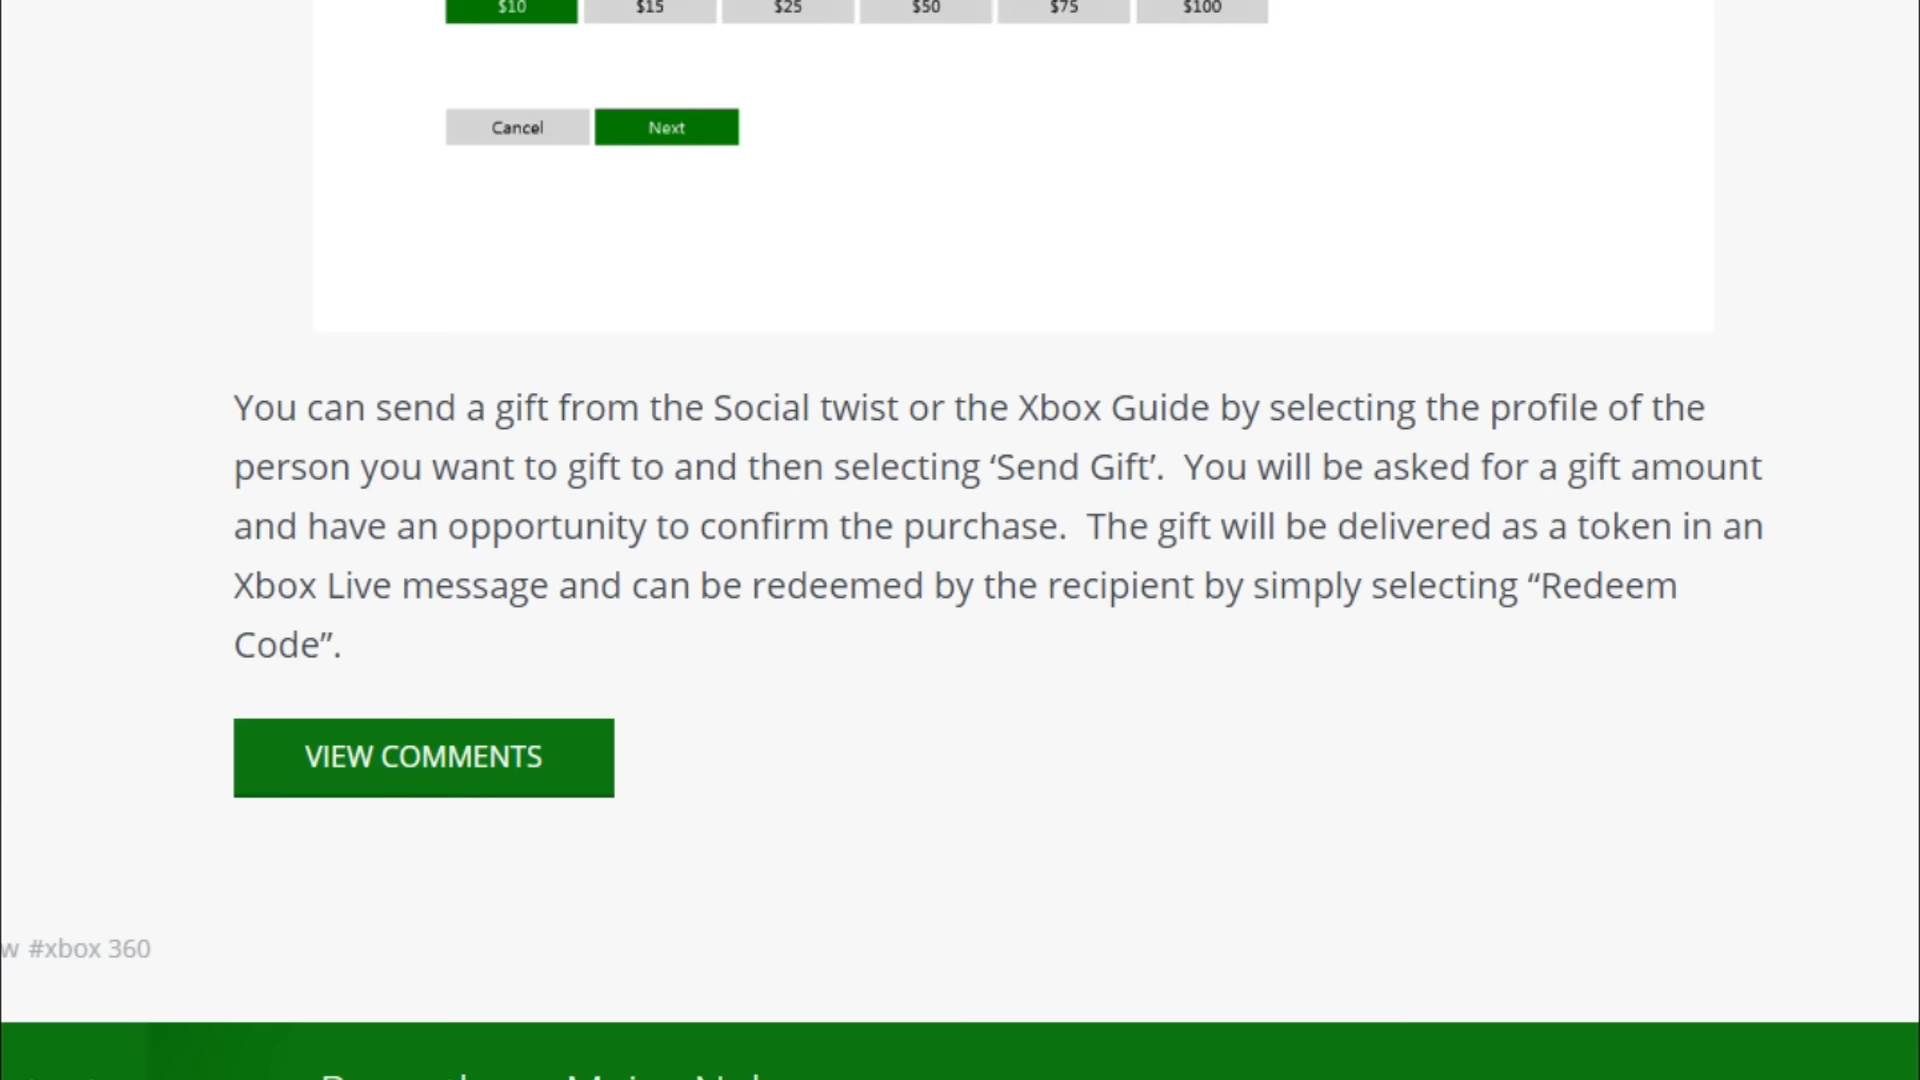 $10 $15 $25 $50 $75 $100
Cancel Next
You can send a gift from the Social twist or the Xbox Guide by selecting the profile of the
person you want to gift to and then selecting ‘Send Gift’.  You will be asked for a gift amount
and have an opportunity to confirm the purchase.  The gift will be delivered as a token in an
Xbox Live message and can be redeemed by the recipient by simply selecting “Redeem
Code”.
VIEW COMMENTS
w #xbox 360